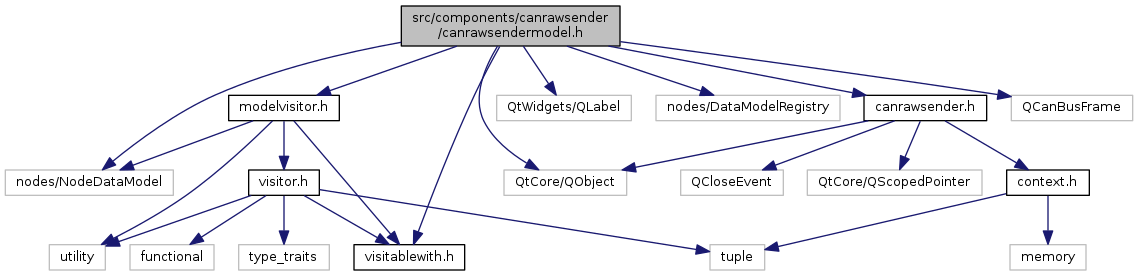 src/components/canrawsender
/canrawsendermodel.h
modelvisitor.h
QtWidgets/QLabel
nodes/DataModelRegistry
canrawsender.h
QCanBusFrame
nodes/NodeDataModel
visitor.h
QtCore/QObject
QCloseEvent
QtCore/QScopedPointer
context.h
utility
functional
type_traits
visitablewith.h
tuple
memory